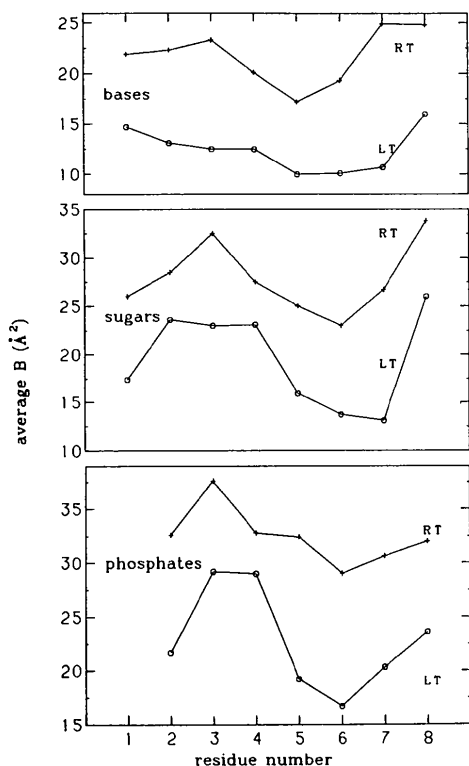 25
20
15
10
bases
RT
LT
35
30
25
20
15
10
sugars
RT
LT
average B (Å²)
35
30
25
20
15
phosphates
RT
LT
1 2 3 4 5 6 7 8
residue number